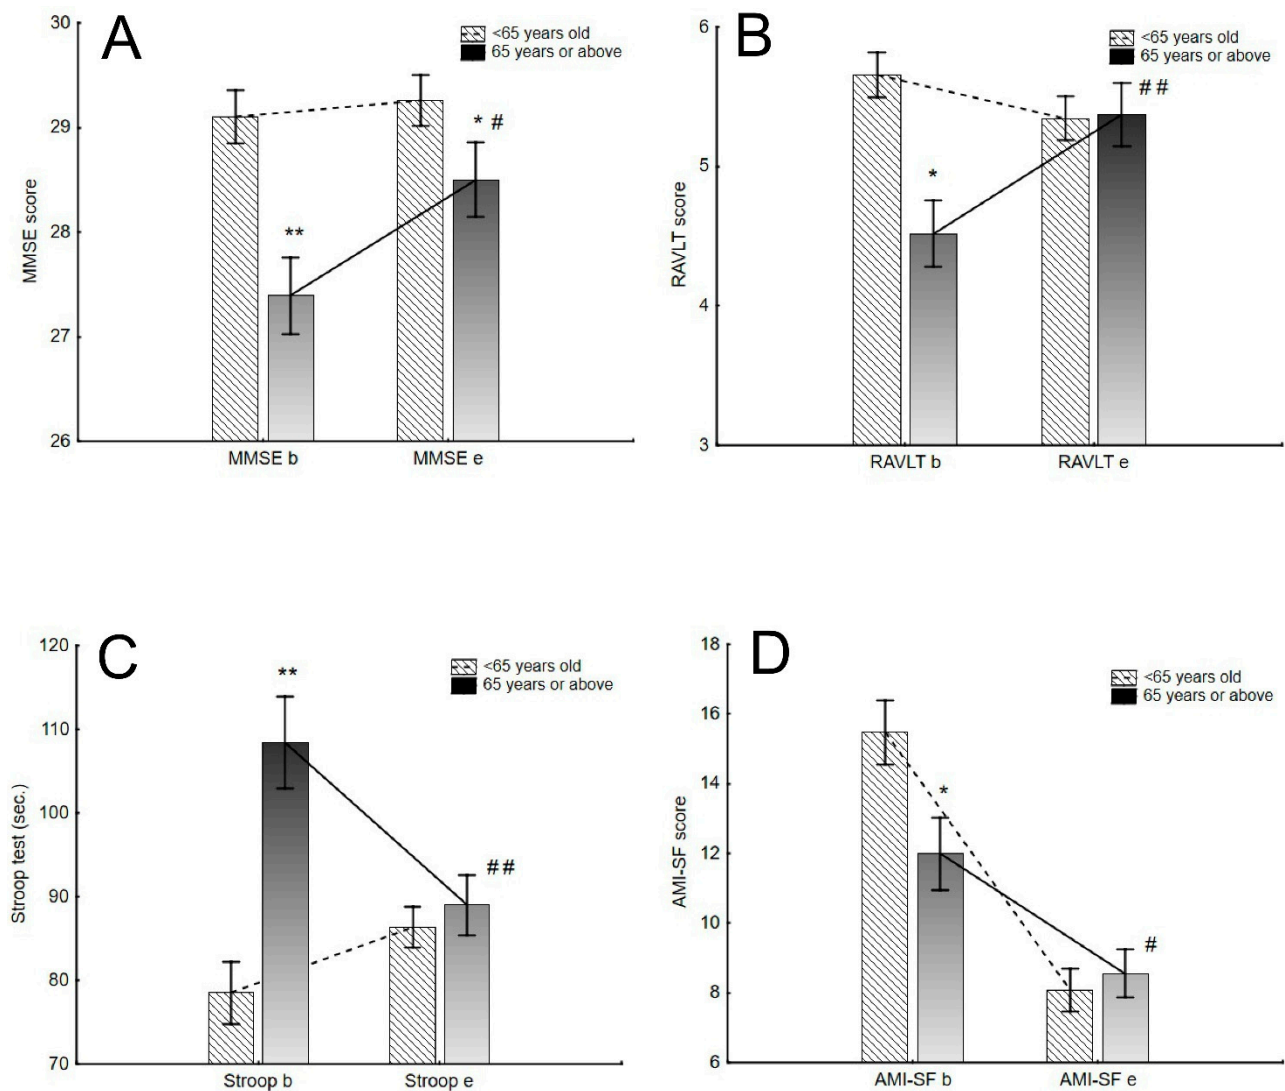 A
<65 years old
65 years or above
30
29
28
27
26
MMSE score
* #
**
MMSE b
MMSE e
B
<65 years old
65 years or above
6
5
4
3
RAVLT score
##
*
RAVLT b
RAVLT e
C
<65 years old
65 years or above
120
110
100
90
80
70
Stroop test (sec.)
**
##
Stroop b
Stroop e
D
<65 years old
65 years or above
18
16
14
12
10
8
6
AMI-SF score
*
#
AMI-SF b
AMI-SF e